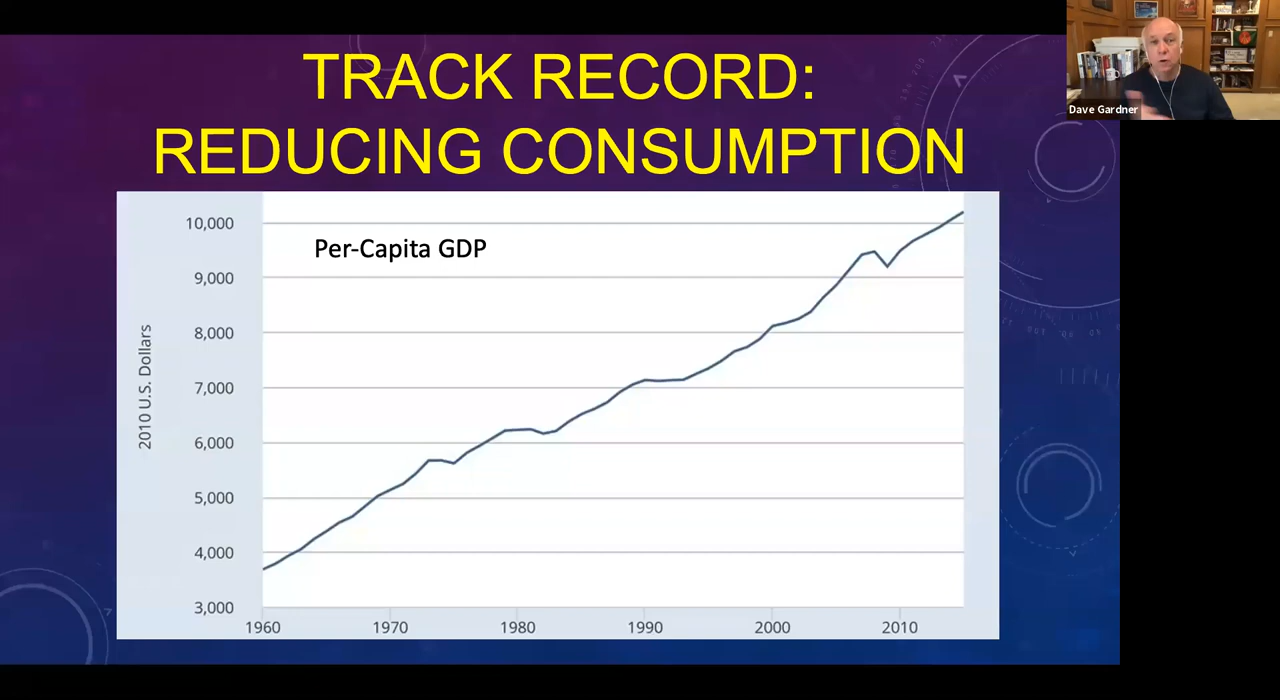 TRACK RECORD:
REDUCING CONSUMPTION
Dave Gardner
Per-Capita GDP
2010 U.S. Dollars
10,000
9,000
8,000
7,000
6,000
5,000
4,000
3,000
1960 1970 1980 1990 2000 2010